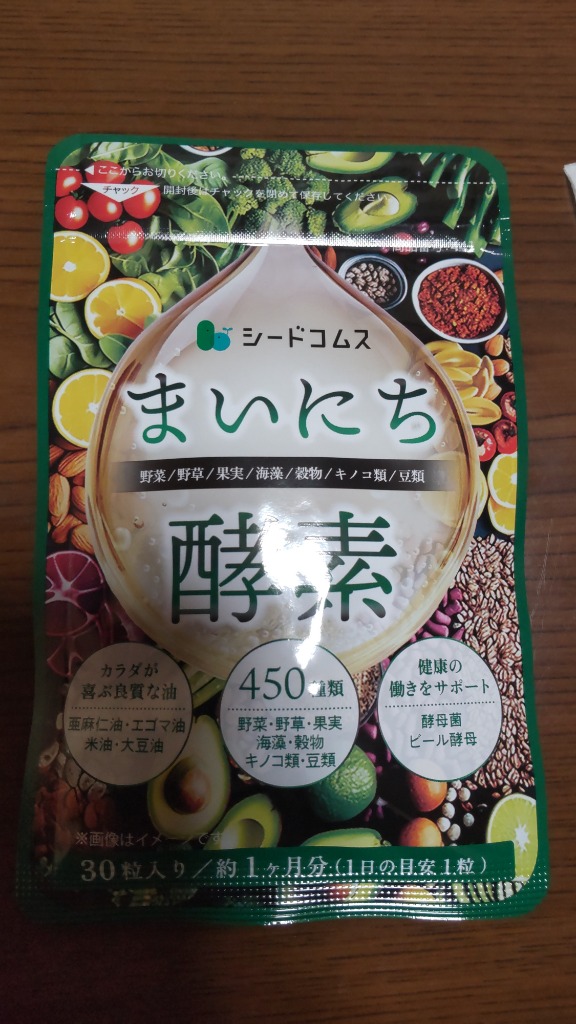 ここからお切りください。
チャック
開封後はチャックを閉めて保存してください。
シードコムス
まいにち
野菜/野草/果実/海藻/穀物/キノコ類/豆類
酵素
カラダが
喜ぶ良質な油
亜麻仁油・エゴマ油
米油・大豆油
450種類
野菜・野草・果実
海藻・穀物
キノコ類・豆類
健康の
働きをサポート
酵母菌
ビール酵母
※画像はイメージです
30粒入り/約1ヶ月分(1日の目安1粒)